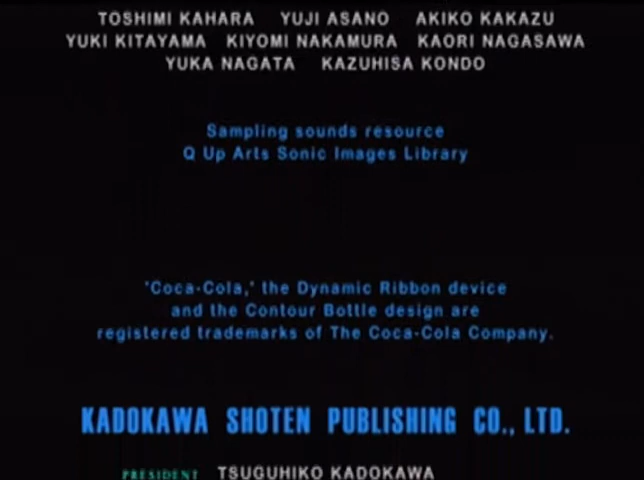 TOSHIMI KAHARA YUJI ASANO AKIKO KAKAZU
YUKI KITAYAMA KIYOMI NAKAMURA KAORI NAGASAWA
YUKA NAGATA KAZUHISA KONDO
Sampling sounds resource
Q Up Arts Sonic Images Library
'Coca-Cola,' the Dynamic Ribbon device
and the Contour Bottle design are
registered trademarks of The Coca-Cola Company.
KADOKAWA SHOTEN PUBLISHING CO., LTD.
PRESIDENT TSUGUHIKO KADOKAWA